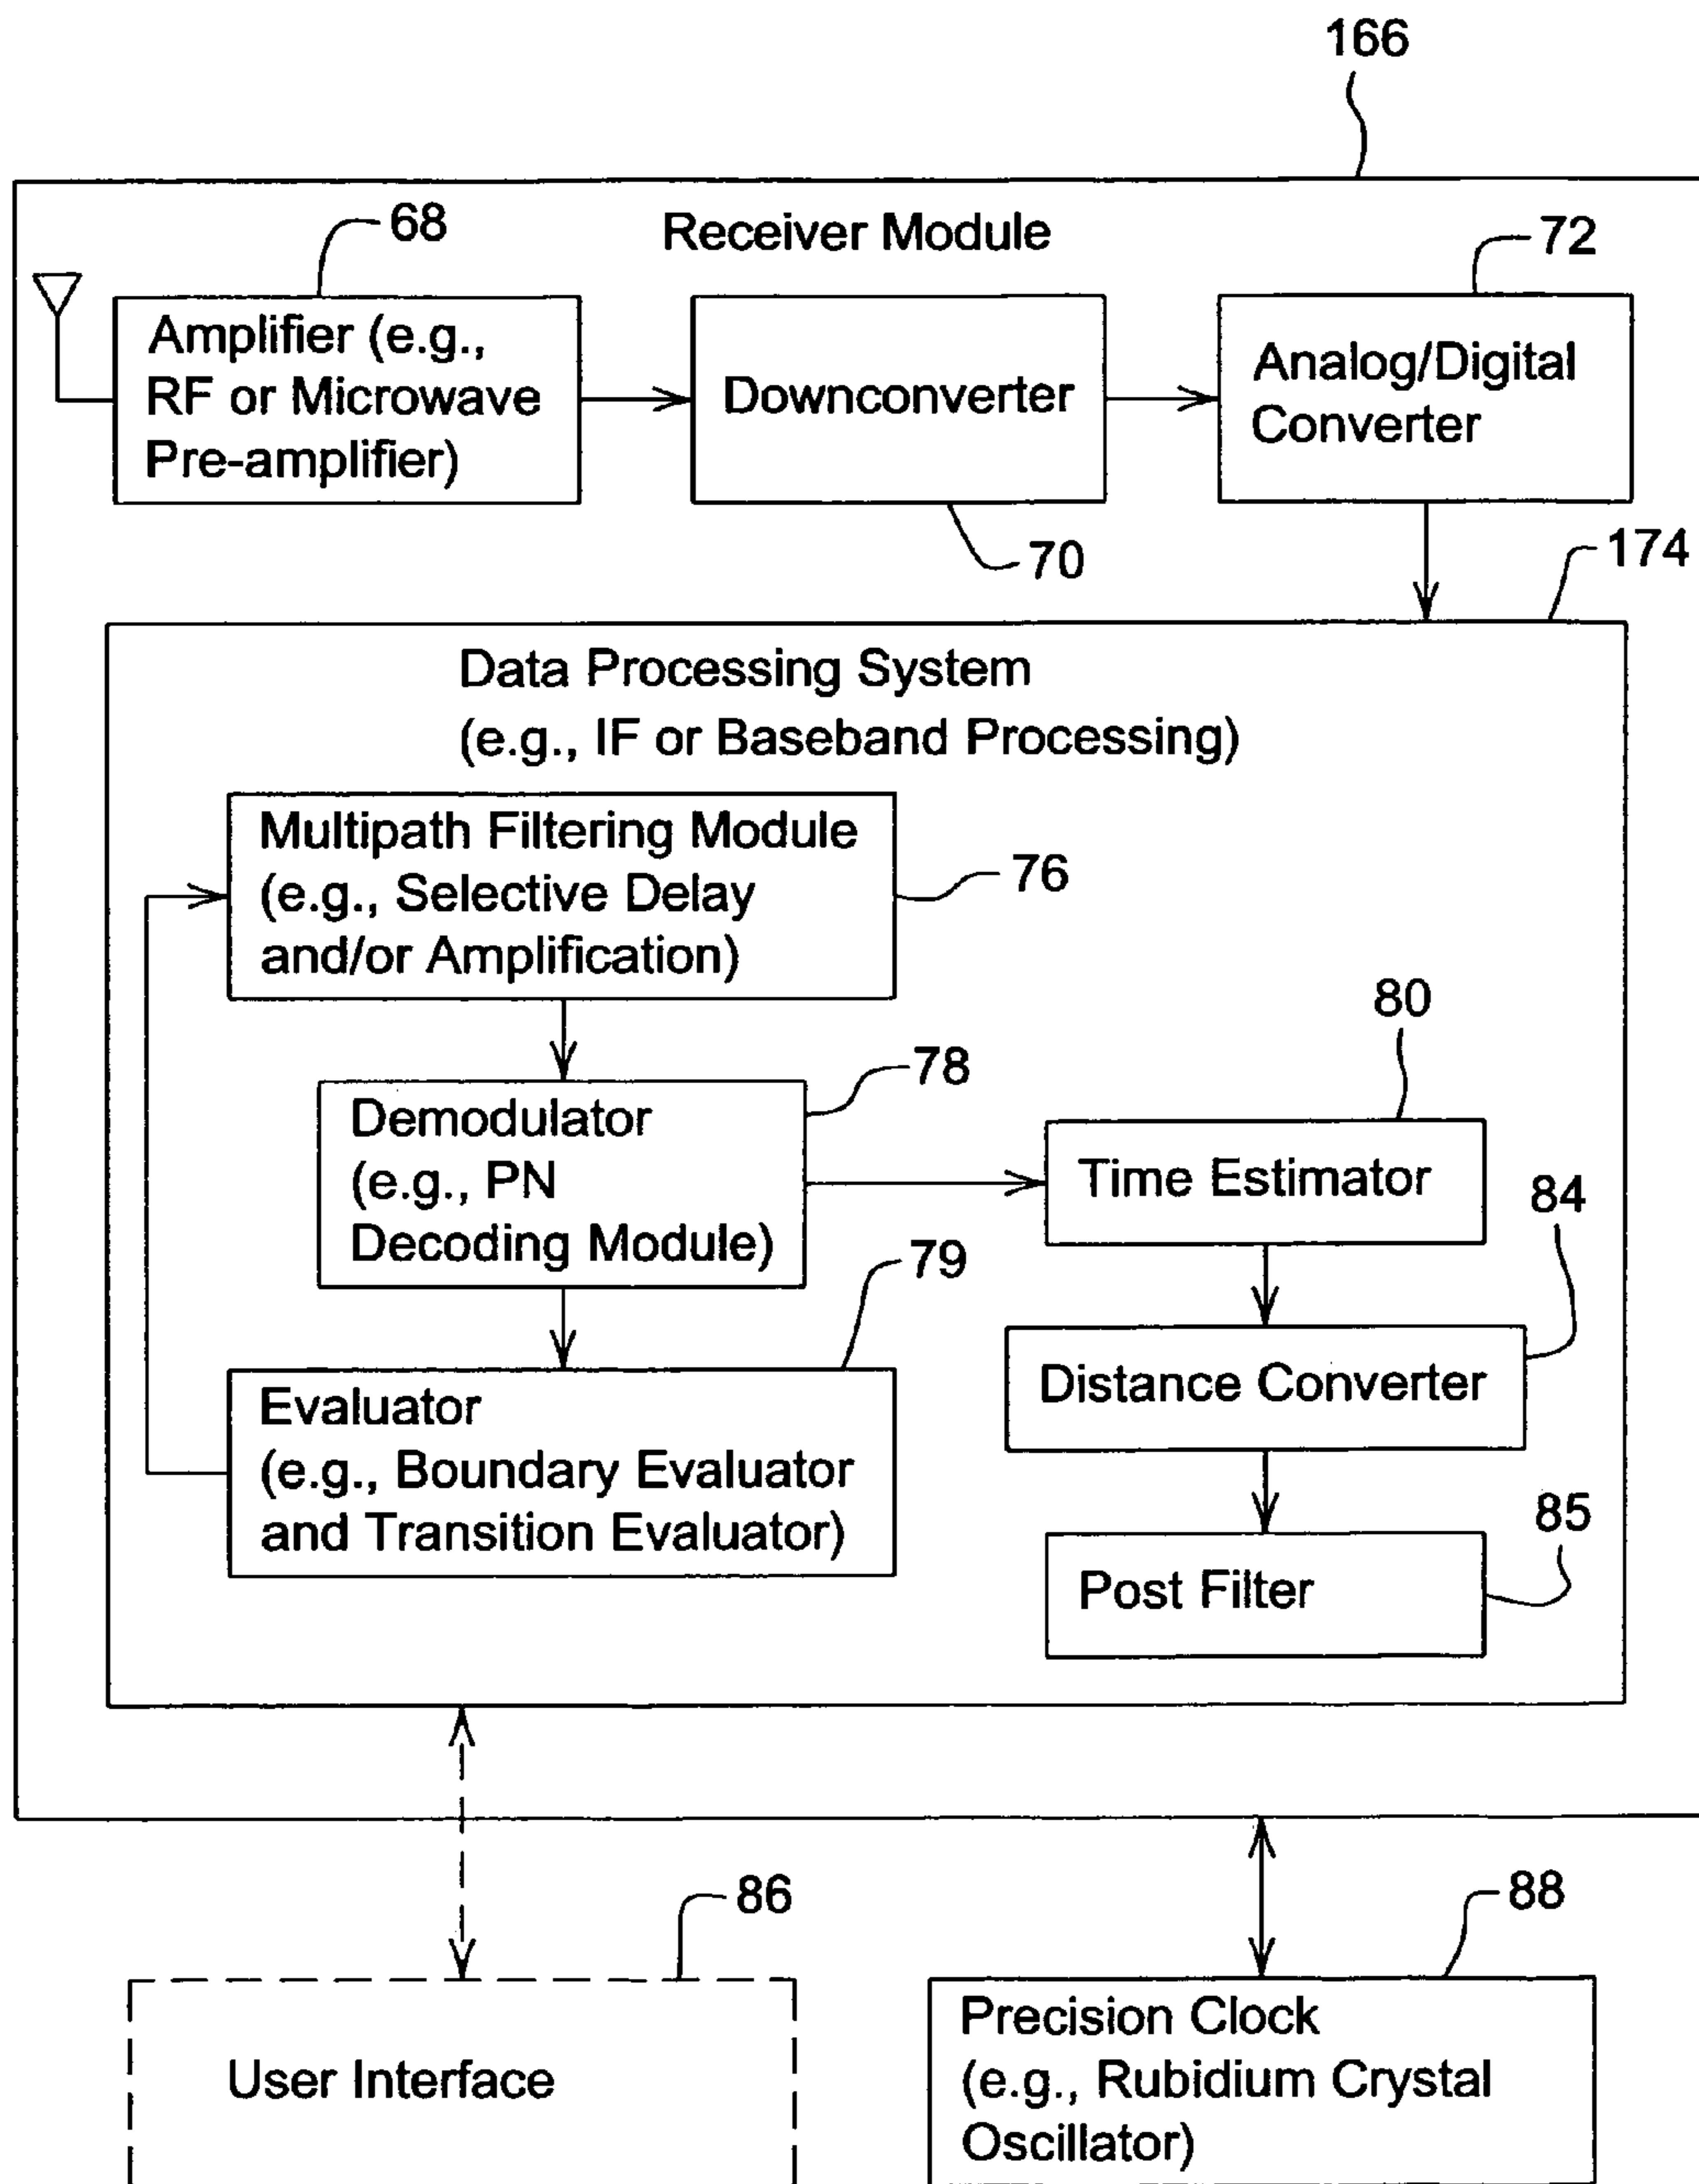 166
Receiver Module
68
72
Amplifier (e.g.,
RF or Microwave
Pre-amplifier)
Downconverter
Analog/Digital
Converter
70
174
Data Processing System
(e.g., IF or Baseband Processing)
Multipath Filtering Module
(e.g., Selective Delay
and/or Amplification)
76
80
78
Demodulator
(e.g., PN
Decoding Module)
Time Estimator
84
79
Distance Converter
Evaluator
(e.g., Boundary Evaluator
and Transition Evaluator)
85
Post Filter
86
88
User Interface
Precision Clock
(e.g., Rubidium Crystal
Oscillator)